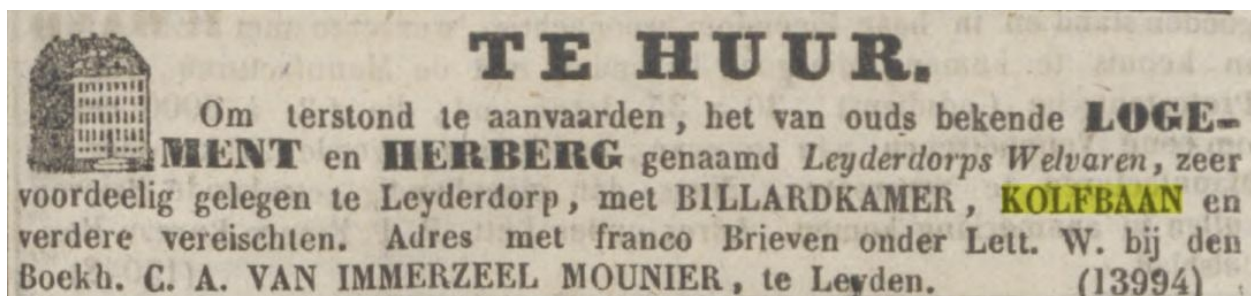 TE HUUR.
Om terstond te aanvaarden, het van ouds bekende LOGE-
MENT en HERBERG genaamd Leyderdorps Welvaren, zeer
voordeelig gelegen te Leyderdorp, met BILLARDKAMER, KOLFBAAN en
verdere vereischten. Adres met franco Brieven onder Lett. W. bij den
Boekh. C. A. VAN IMMERZEEL MOUNIER, te Leyden. (13994)